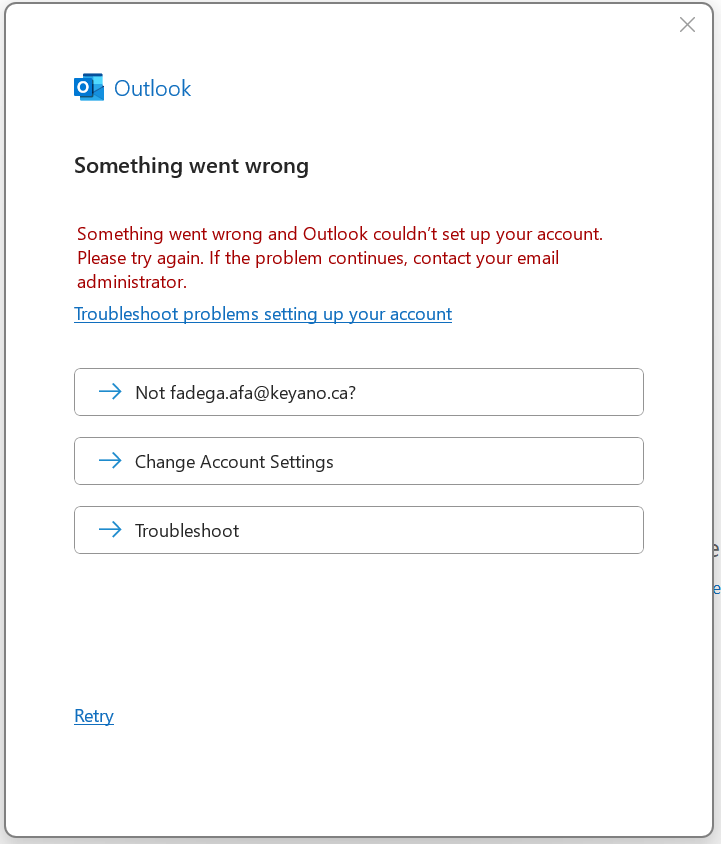 Outlook
Something went wrong
Something went wrong and Outlook couldn't set up your account.
Please try again. If the problem continues, contact your email
administrator.
Troubleshoot problems setting up your account
Not fadega.afa@keyano.ca?
Change Account Settings
Troubleshoot
Retry